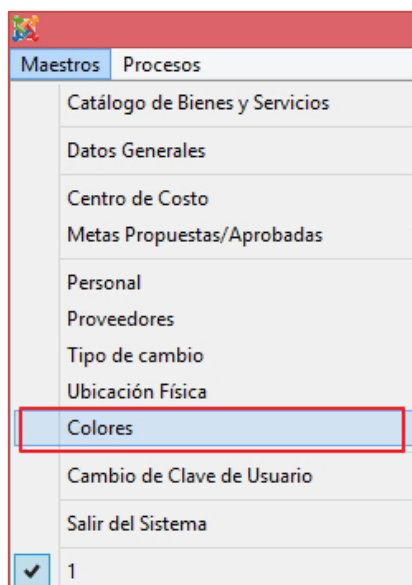 Maestros Procesos
Catálogo de Bienes y Servicios
Datos Generales
Centro de Costo
Metas Propuestas/Aprobadas
Personal
Proveedores
Tipo de cambio
Ubicación Física
Colores
Cambio de Clave de Usuario
Salir del Sistema
1